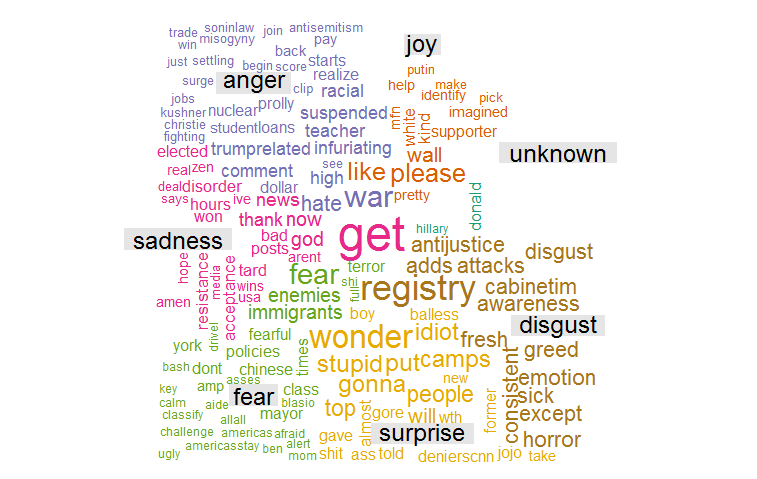 trade soninlaw join antisemitism
win misogyny pay
just settling back
begin score starts
joy
surge anger clip realize
putin
jobs racial
help make
identify pick
kushner nuclear prolly suspended
mfn white kind imagined
christie studentloans teacher
supporter
fighting
elected trumprelated infuriating
wall
unknown
real zen comment see
high like please
deal disorder dollar
says hours ive news hate war pretty
donald
won thank now
get
hillary
sadness bad god
antijustice
posts arent
disgust
hope resistance media acceptance tard fear terror
adds attacks
wins shi full
registry cabinetim
amen usa enemies
awareness
immigrants boy balless
disgust
drivel fearful wonder idiot fresh
york policies times
greed
bash dont chinese stupid put camps
consistent
emotion
asses gonna new
key amp class people sick
fear
calm aide blasio top almost gore will wth former except
classify mayor
allall
surprise
challenge americas afraid gave horror
ugly americasstay ben alert mom shit ass told denierscnn jojo take